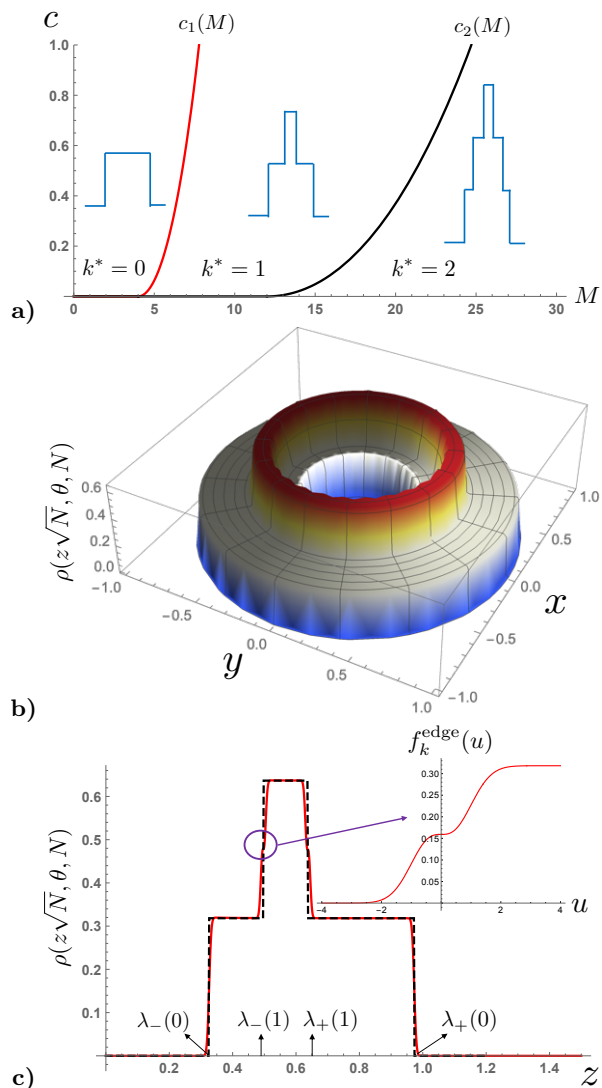 c
c₁(M)
c₂(M)
1.0
0.8
0.6
0.4
0.2
k* = 0
k* = 1
k* = 2
0
5
10
15
20
25
30
M
a)
ρ(z√N, θ, N)
0.6
0.4
0.2
0.0
-1.0
-0.5
0.0
0.5
1.0
y
1.0
0.5
0.0
-0.5
-1.0
x
b)
f_k^edge(u)
ρ(z√N, θ, N)
0.6
0.5
0.4
0.3
0.2
0.1
0.30
0.25
0.20
0.15
0.10
0.05
-4
-2
2
4
u
λ₋(0)
λ₋(1)
λ₊(1)
λ₊(0)
0.0
0.2
0.4
0.6
0.8
1.0
1.2
1.4
z
c)